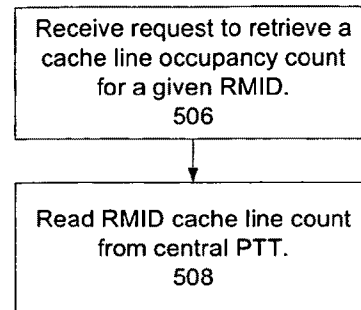 Receive request to retrieve a
cache line occupancy count
for a given RMID.
506
Read RMID cache line count
from central PTT.
508